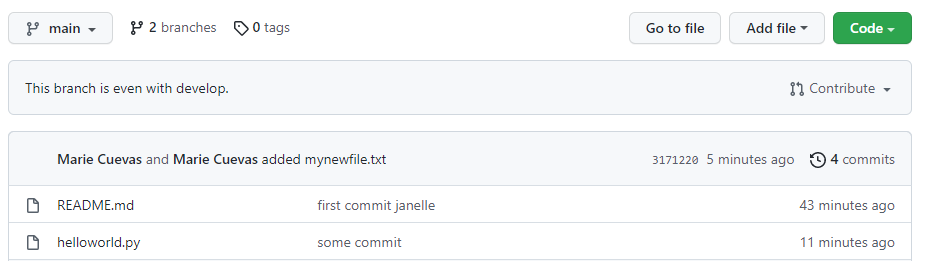 main 2 branches 0 tags Go to file Add file Code
This branch is even with develop. Contribute
Marie Cuevas and Marie Cuevas added mynewfile.txt 3171220 5 minutes ago 4 commits
README.md first commit janelle 43 minutes ago
helloworld.py some commit 11 minutes ago